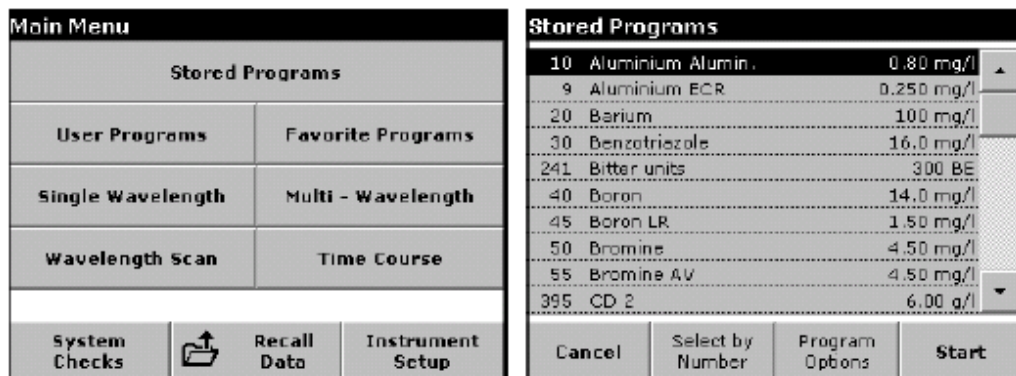 Main Menu
Stored Programs
User Programs
Favorite Programs
Single Wavelength
Multi - Wavelength
Wavelength Scan
Time Course
System
Checks
Recall
Data
Instrument
Setup
Stored Programs
10 Aluminium Alumin. 0.80 mg/l
9 Aluminium ECR 0.250 mg/l
20 Barium 100 mg/l
30 Benzotriazole 16.0 mg/l
241 Bitter units 300 BE
40 Boron 14.0 mg/l
45 Boron LR 1.50 mg/l
50 Bromine 4.50 mg/l
55 Bromine AV 4.50 mg/l
395 CD 2 6.00 g/l
Cancel
Select by
Number
Program
Options
Start